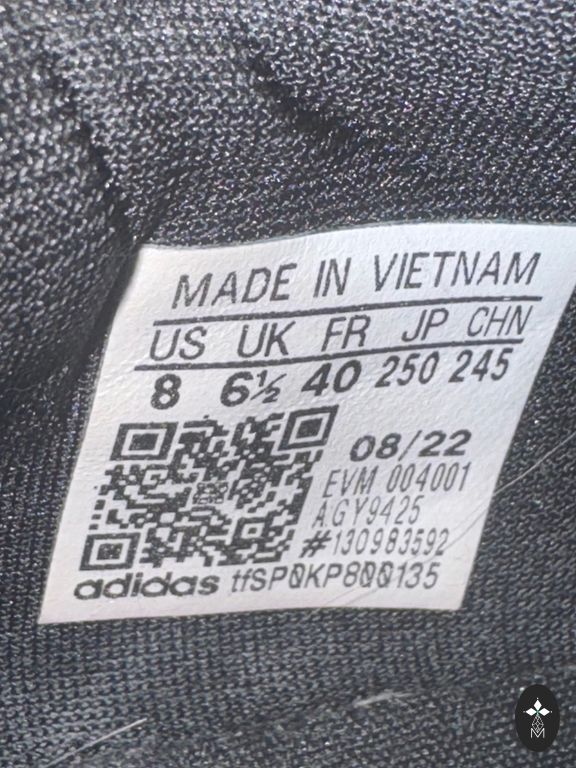 MADE IN VIETNAM
US UK FR JP CHN
8 6½ 40 250 245
08/22
EVM 004001
AGY9425
#130983592
adidas tfSP0KP800135
M